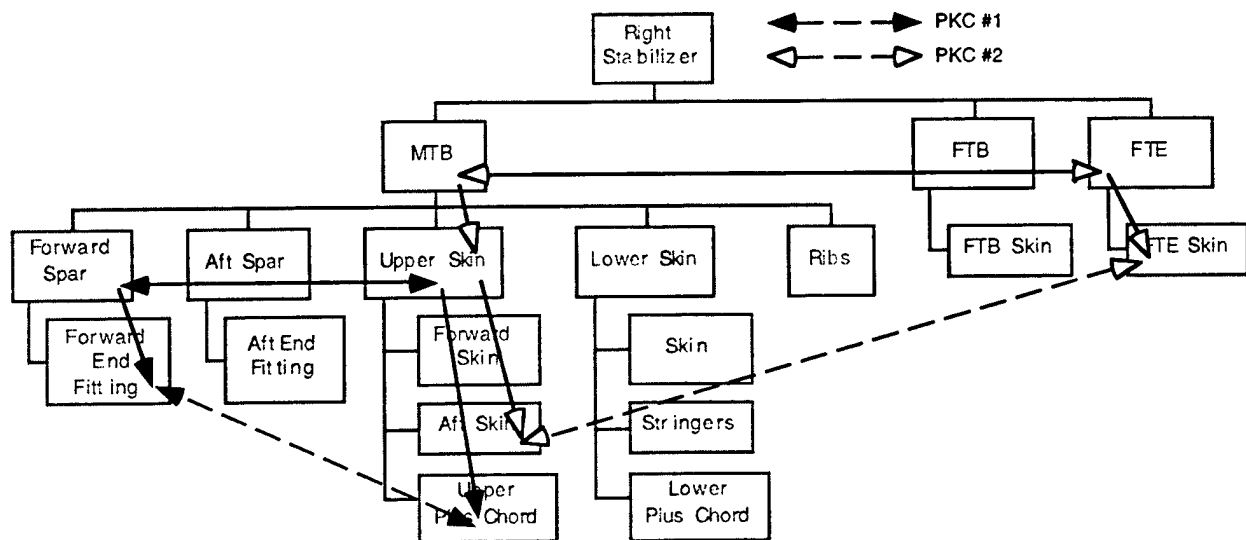 Right
Stabilizer
PKC #1
PKC #2
MTB
FTB
FTE
Forward
Spar
Aft Spar
Upper Skin
Lower Skin
Ribs
FTB Skin
FTE Skin
Forward
End
Fitting
Aft End
Fitting
Forward
Skin
Skin
Aft Skin
Stringers
Upper
Plus Chord
Lower
Plus Chord